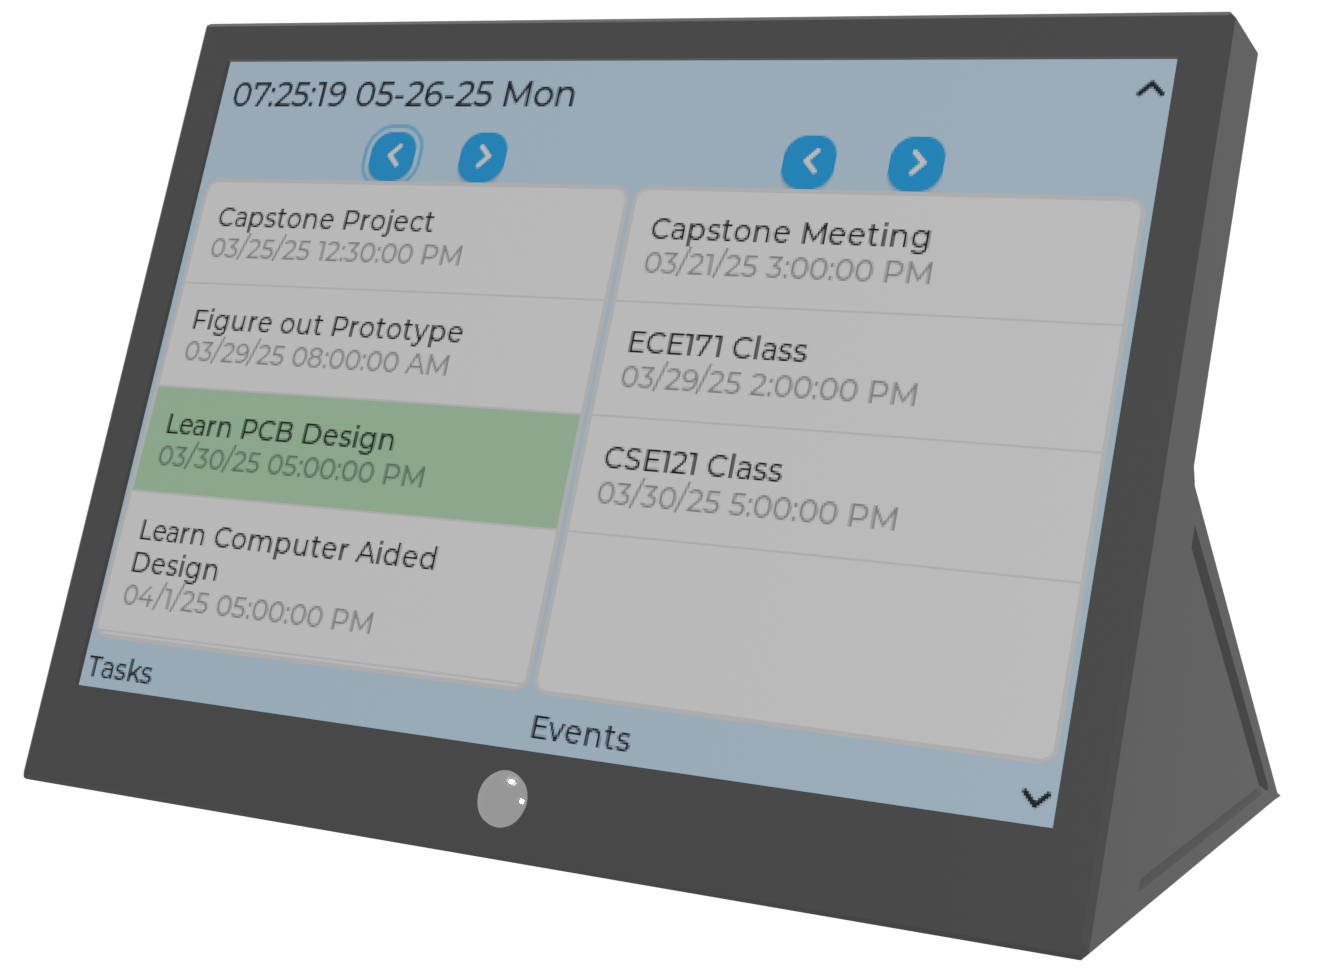 07:25:19 05-26-25 Mon
Capstone Project
03/25/25 12:30:00 PM
Figure out Prototype
03/29/25 08:00:00 AM
Learn PCB Design
03/30/25 05:00:00 PM
Learn Computer Aided
Design
04/1/25 05:00:00 PM
Tasks
Capstone Meeting
03/21/25 3:00:00 PM
ECE171 Class
03/29/25 2:00:00 PM
CSE121 Class
03/30/25 5:00:00 PM
Events